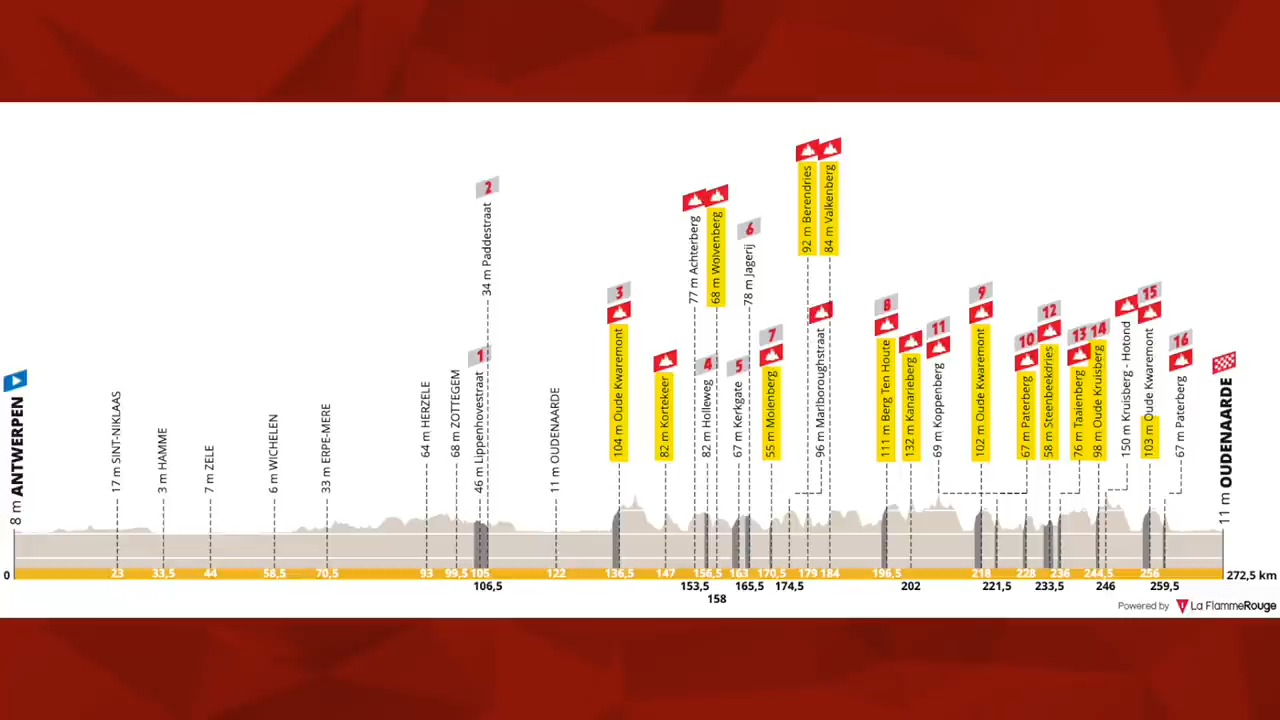 8 m ANTWERPEN
17 m SINT-NIKLAAS
3 m HAMME
7 m ZELE
6 m WICHELEN
33 m ERPE-MERE
64 m HERZELE
68 m ZOTTEGEM
1
46 m Lippenhovestraat
2
34 m Paddestraat
11 m OUDENAARDE
3
104 m Oude Kwaremont
82 m Kortekeer
77 m Achterberg
4
82 m Holleweg
68 m Wolvenberg
5
67 m Kerkgate
6
78 m Jagerij
7
55 m Molenberg
96 m Marlboroughstraat
92 m Berendries
84 m Valkenberg
8
111 m Berg Ten Houte
132 m Kanarieberg
11
69 m Koppenberg
9
102 m Oude Kwaremont
10
67 m Paterberg
12
58 m Steenbeekdries
13
76 m Taaienberg
14
98 m Oude Kruisberg
150 m Kruisberg - Hotond
15
103 m Oude Kwaremont
16
67 m Paterberg
11 m OUDENAARDE
0
23
33,5
44
58,5
70,5
93
99,5
105
122
136,5
147
156,5
163
170,5
179
184
196,5
218
228
236
244,5
256
272,5 km
106,5
153,5
165,5
174,5
202
221,5
233,5
246
259,5
158
Powered by La FlammeRouge